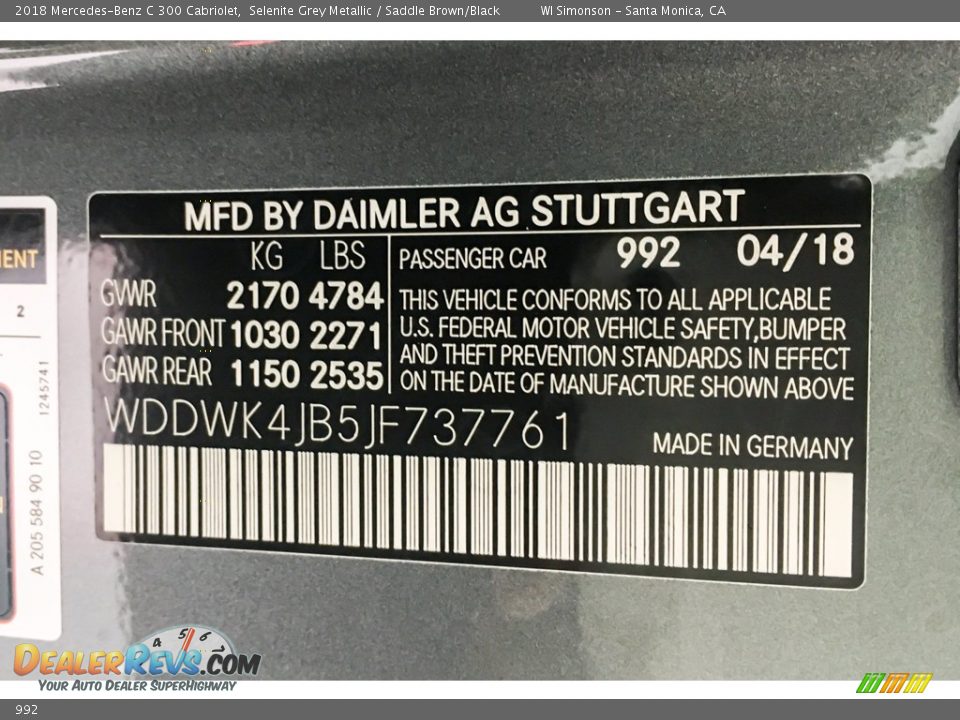 2018 Mercedes-Benz C 300 Cabriolet, Selenite Grey Metallic / Saddle Brown/Black WI Simonson - Santa Monica, CA
MFD BY DAIMLER AG STUTTGART
KG LBS
GVWR 2170 4784
GAWR FRONT 1030 2271
GAWR REAR 1150 2535
PASSENGER CAR 992 04/18
THIS VEHICLE CONFORMS TO ALL APPLICABLE
U.S. FEDERAL MOTOR VEHICLE SAFETY,BUMPER
AND THEFT PREVENTION STANDARDS IN EFFECT
ON THE DATE OF MANUFACTURE SHOWN ABOVE
WDDWK4JB5JF737761
MADE IN GERMANY
2
1245741
A 205 584 90 10
4 5 6
DEALERREVS.COM
YOUR AUTO DEALER SUPERHIGHWAY
992